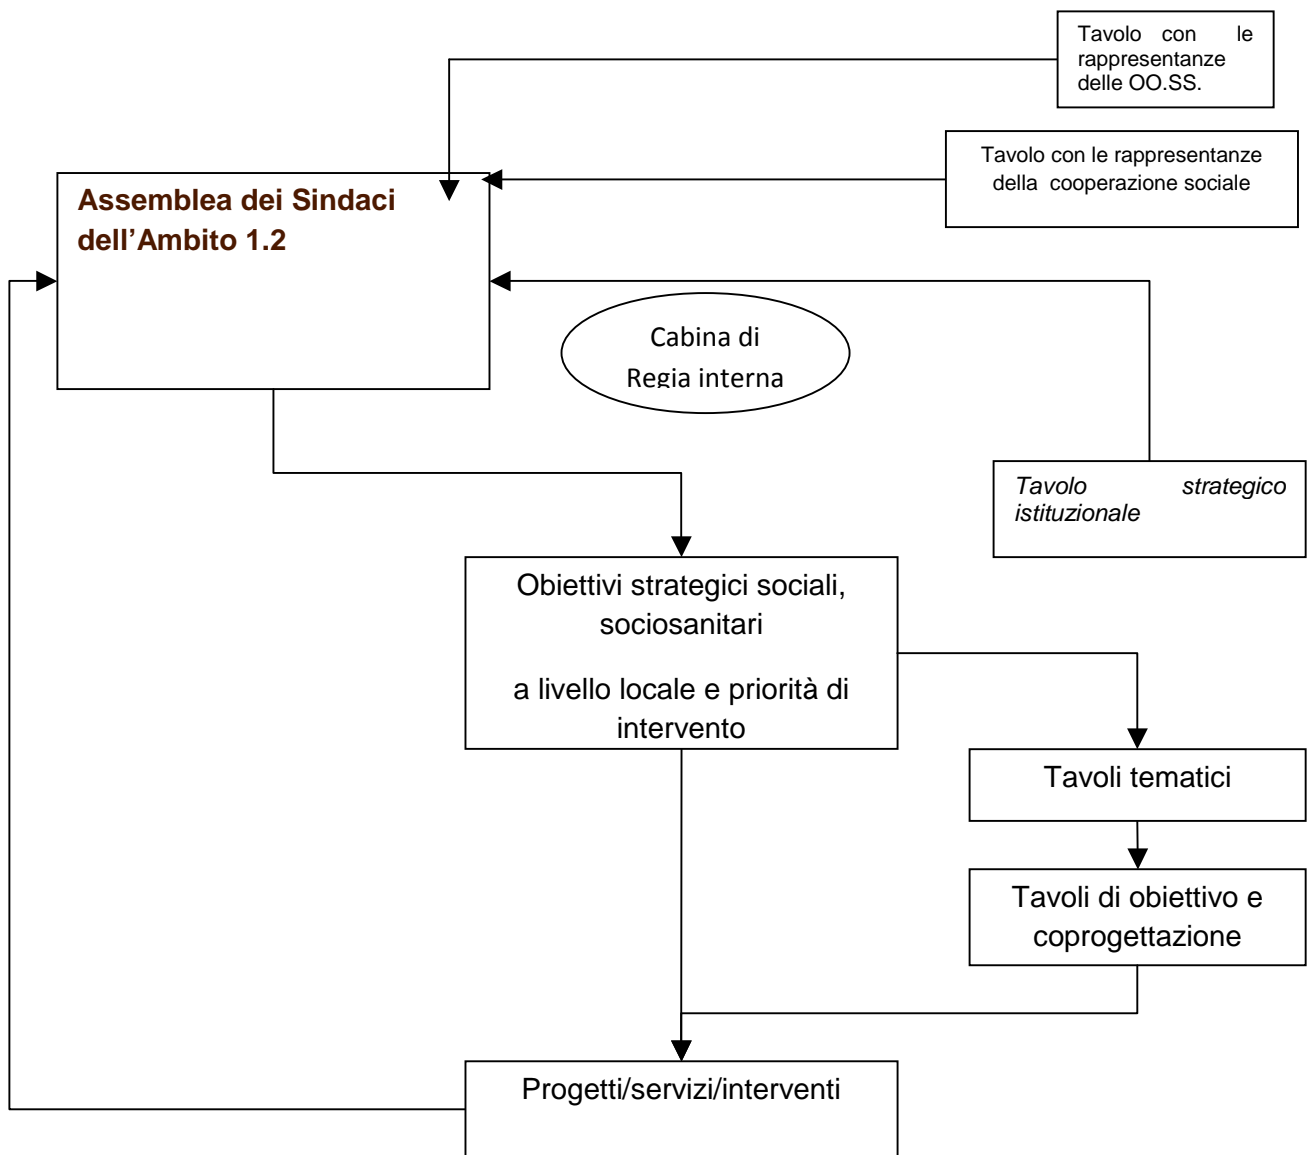 Tavolo con le
rappresentanze
delle OO.SS.
Tavolo con le rappresentanze
della cooperazione sociale
Assemblea dei Sindaci
dell'Ambito 1.2
Cabina di
Regia interna
Tavolo strategico
istituzionale
Obiettivi strategici sociali,
sociosanitari
a livello locale e priorità di
intervento
Tavoli tematici
Tavoli di obiettivo e
coprogettazione
Progetti/servizi/interventi